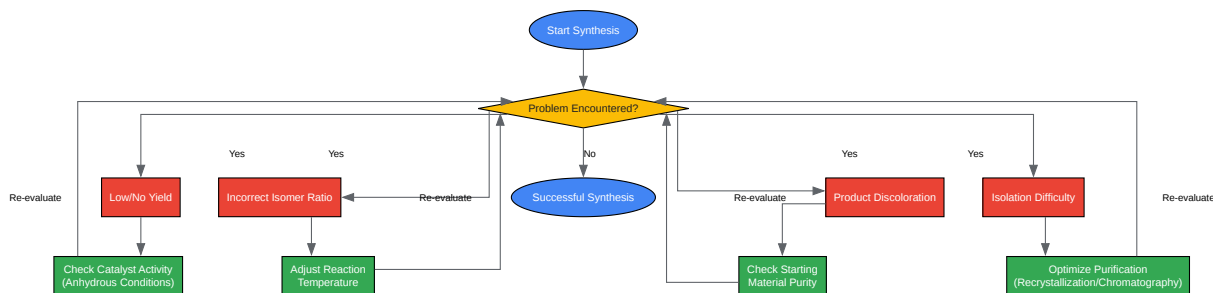 Start Synthesis
Problem Encountered?
Yes
Yes
No
Yes
Yes
Re-evaluate
Low/No Yield
Incorrect Isomer Ratio
Re-evaluate
Successful Synthesis
Re-evaluate
Product Discoloration
Isolation Difficulty
Re-evaluate
Check Catalyst Activity
(Anhydrous Conditions)
Adjust Reaction
Temperature
Check Starting
Material Purity
Optimize Purification
(Recrystallization/Chromatography)